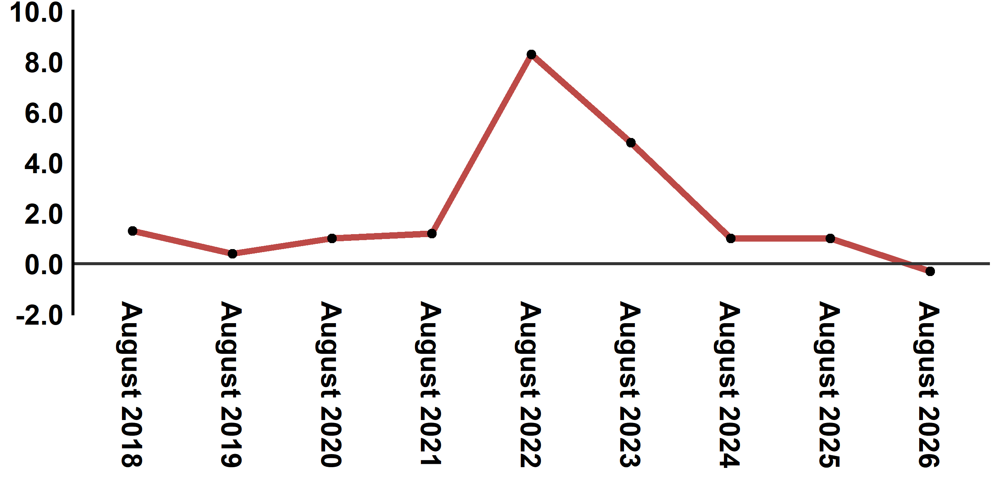 10.0
8.0
6.0
4.0
2.0
0.0
-2.0
August 2018
August 2019
August 2020
August 2021
August 2022
August 2023
August 2024
August 2025
August 2026